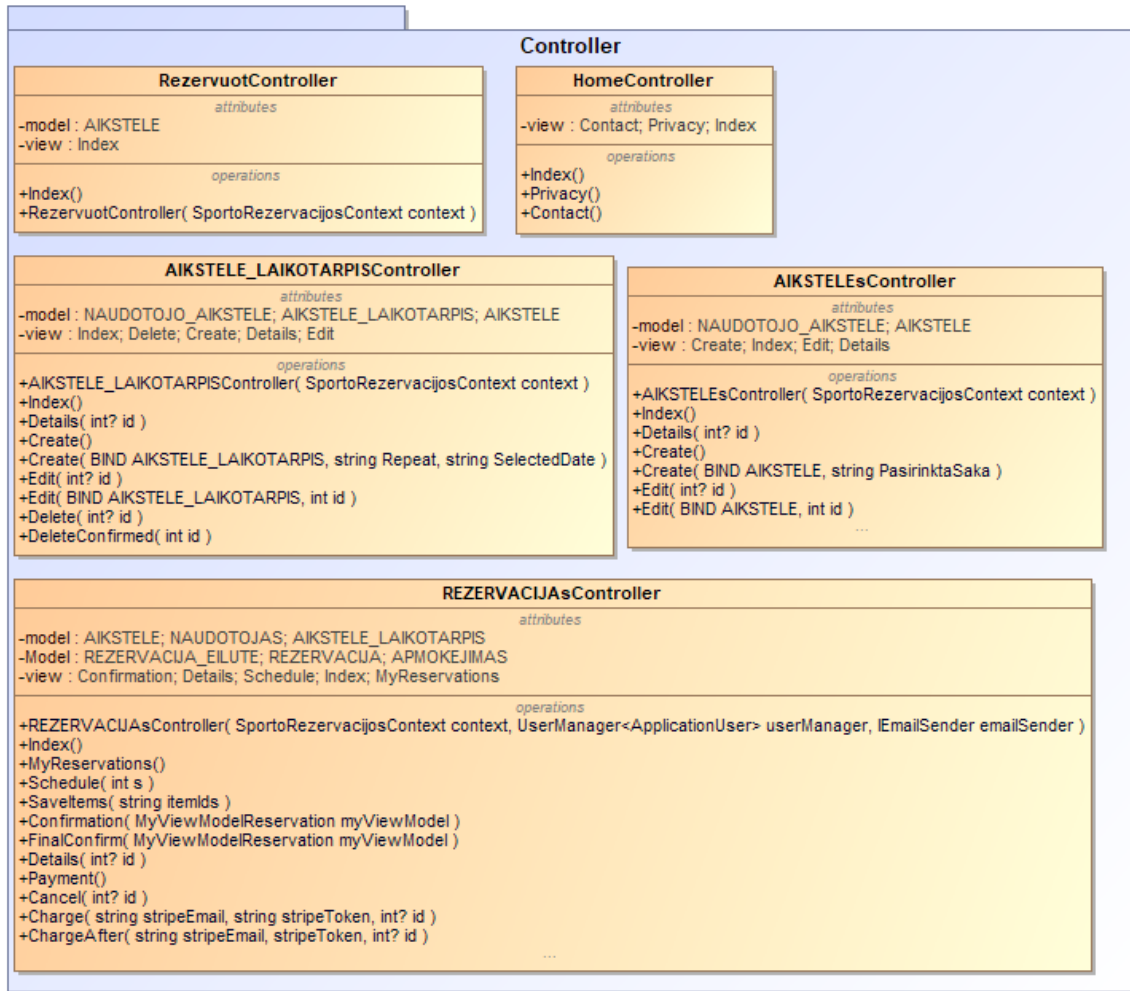 Controller
RezervuotController
attributes
-model : AIKSTELE
-view : Index
operations
+Index()
+RezervuotController( SportoRezervacijosContext context )
HomeController
attributes
-view : Contact; Privacy; Index
operations
+Index()
+Privacy()
+Contact()
AIKSTELE_LAIKOTARPISController
attributes
-model : NAUDOTOJO_AIKSTELE; AIKSTELE_LAIKOTARPIS; AIKSTELE
-view : Index; Delete; Create; Details; Edit
operations
+AIKSTELE_LAIKOTARPISController( SportoRezervacijosContext context )
+Index()
+Details( int? id )
+Create()
+Create( BIND AIKSTELE_LAIKOTARPIS, string Repeat, string SelectedDate )
+Edit( int? id )
+Edit( BIND AIKSTELE_LAIKOTARPIS, int id )
+Delete( int? id )
+DeleteConfirmed( int id )
AIKSTELEsController
attributes
-model : NAUDOTOJO_AIKSTELE; AIKSTELE
-view : Create; Index; Edit; Details
operations
+AIKSTELEsController( SportoRezervacijosContext context )
+Index()
+Details( int? id )
+Create()
+Create( BIND AIKSTELE, string PasirinktaSaka )
+Edit( int? id )
+Edit( BIND AIKSTELE, int id )
...
REZERVACIJAsController
attributes
-model : AIKSTELE; NAUDOTOJAS; AIKSTELE_LAIKOTARPIS
-Model : REZERVACIJA_EILUTE; REZERVACIJA; APMOKEJIMAS
-view : Confirmation; Details; Schedule; Index; MyReservations
operations
+REZERVACIJAsController( SportoRezervacijosContext context, UserManager<ApplicationUser> userManager, IEmailSender emailSender )
+Index()
+MyReservations()
+Schedule( int s )
+SaveItems( string itemIds )
+Confirmation( MyViewModelReservation myViewModel )
+FinalConfirm( MyViewModelReservation myViewModel )
+Details( int? id )
+Payment()
+Cancel( int? id )
+Charge( string stripeEmail, string stripeToken, int? id )
+ChargeAfter( string stripeEmail, stripeToken, int? id )
...